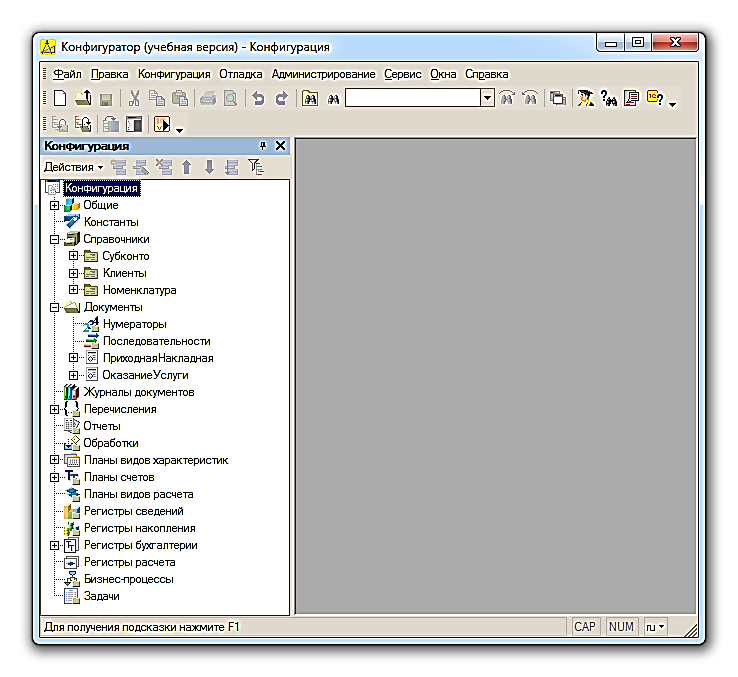 Конфигуратор (учебная версия) - Конфигурация
Файл Правка Конфигурация Отладка Администрирование Сервис Окна Справка
Конфигурация
Действия
Конфигурация
Общие
Константы
Справочники
Субконто
Клиенты
Номенклатура
Документы
Нумераторы
Последовательности
ПриходнаяНакладная
ОказаниеУслуги
Журналы документов
Перечисления
Отчеты
Обработки
Планы видов характеристик
Планы счетов
Планы видов расчета
Регистры сведений
Регистры накопления
Регистры бухгалтерии
Регистры расчета
Бизнес-процессы
Задачи
Для получения подсказки нажмите F1 CAP NUM ru